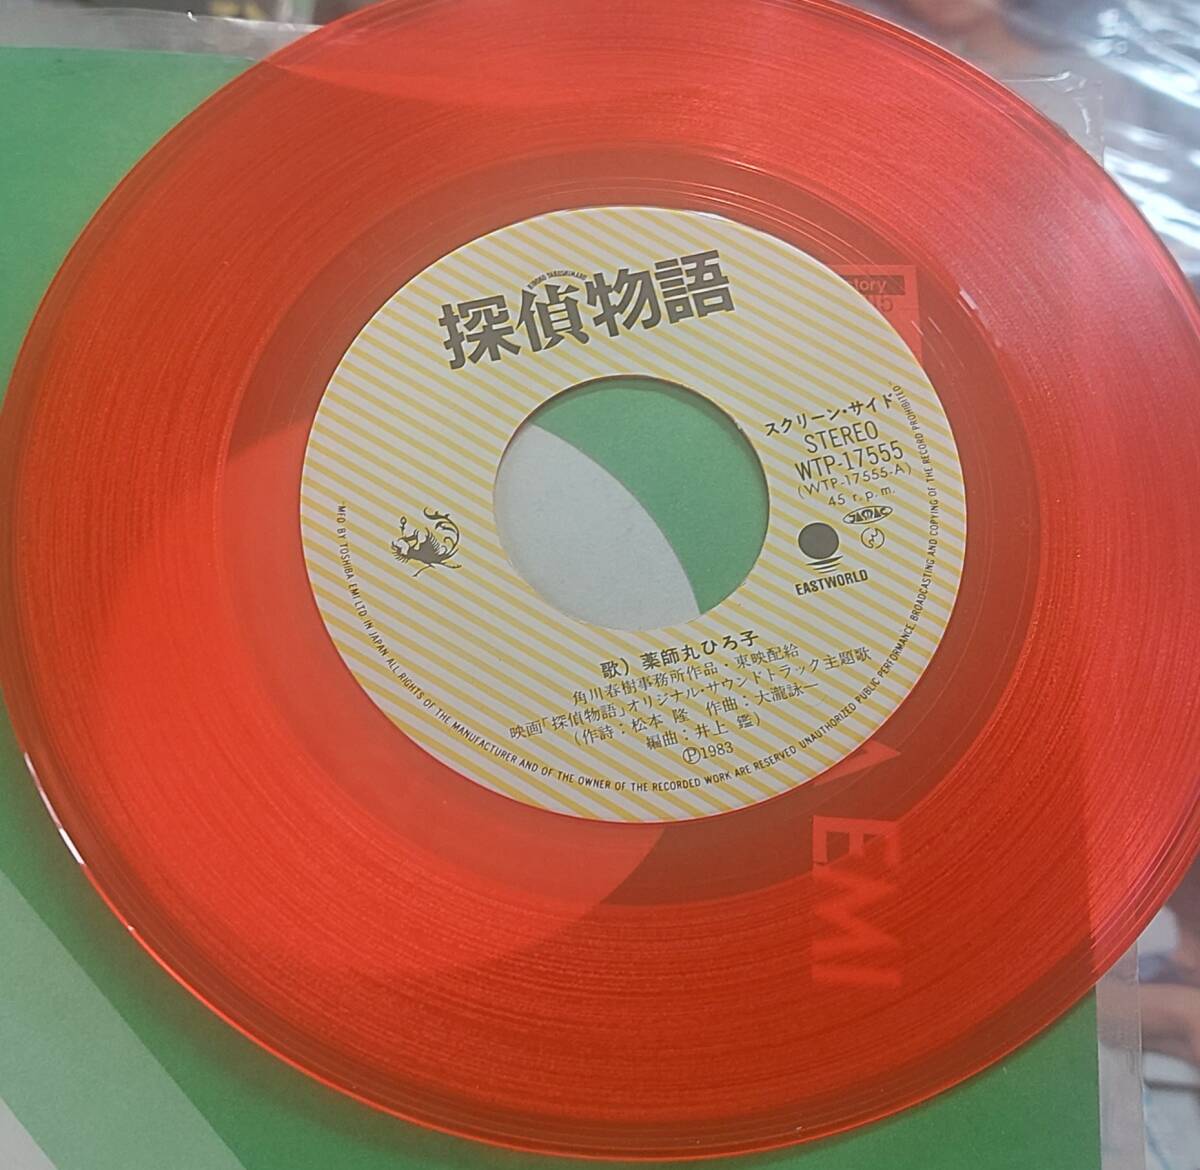 HIROKO YAKUSHIMARU
探偵物語
スクリーン・サイド
STEREO
WTP-17555
(WTP-17555-A)
45 r.p.m.
JASRAC
EASTWORLD
歌）薬師丸ひろ子
角川春樹事務所作品・東映配給
映画「探偵物語」オリジナル・サウンドトラック主題歌
(作詩：松本 隆　作曲：大瀧詠一
編曲：井上 鑑)
Ⓟ1983
"MFD BY TOSHIBA EMI LTD. IN JAPAN ALL RIGHTS OF THE MANUFACTURER AND OF THE OWNER OF THE RECORDED WORK ARE RESERVED UNAUTHORIZED PUBLIC PERFORMANCE, BROADCASTING AND COPYING OF THE RECORD PROHIBITED"
EMI